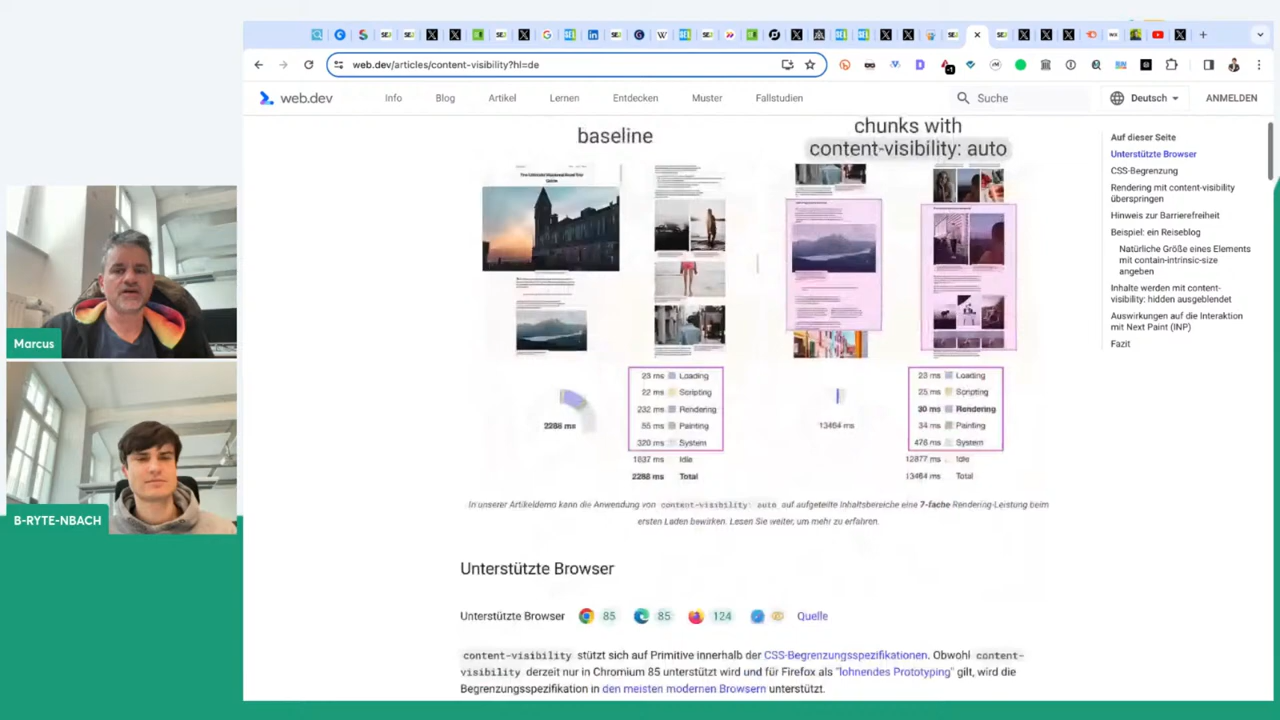 web.dev/articles/content-visibility?hl=de
web.dev
Info
Blog
Artikel
Lernen
Entdecken
Muster
Fallstudien
Suche
Deutsch
ANMELDEN
baseline
chunks with
content-visibility: auto
2288 ms
23 ms Loading
22 ms Scripting
232 ms Rendering
55 ms Painting
320 ms System
1637 ms Idle
2288 ms Total
13464 ms
23 ms Loading
25 ms Scripting
30 ms Rendering
34 ms Painting
476 ms System
12877 ms Idle
13464 ms Total
In unserer Artikeldemo kann die Anwendung von content-visibility: auto auf aufgeteilte Inhaltsbereiche eine 7-fache Rendering-Leistung beim
ersten Laden bewirken. Lesen Sie weiter, um mehr zu erfahren.
Unterstützte Browser
Unterstützte Browser 85 85 124 Quelle
content-visibility stützt sich auf Primitive innerhalb der CSS-Begrenzungsspezifikationen. Obwohl content-
visibility derzeit nur in Chromium 85 unterstützt wird und für Firefox als "lohnendes Prototyping" gilt, wird die
Begrenzungsspezifikation in den meisten modernen Browsern unterstützt.
Auf dieser Seite
Unterstützte Browser
CSS-Begrenzung
Rendering mit content-visibility
überspringen
Hinweis zur Barrierefreiheit
Beispiel: ein Reiseblog
Natürliche Größe eines Elements
mit contain-intrinsic-size
angeben
Inhalte werden mit content-
visibility: hidden ausgeblendet
Auswirkungen auf die Interaktion
mit Next Paint (INP)
Fazit
Marcus
B-RYTE-NBACH